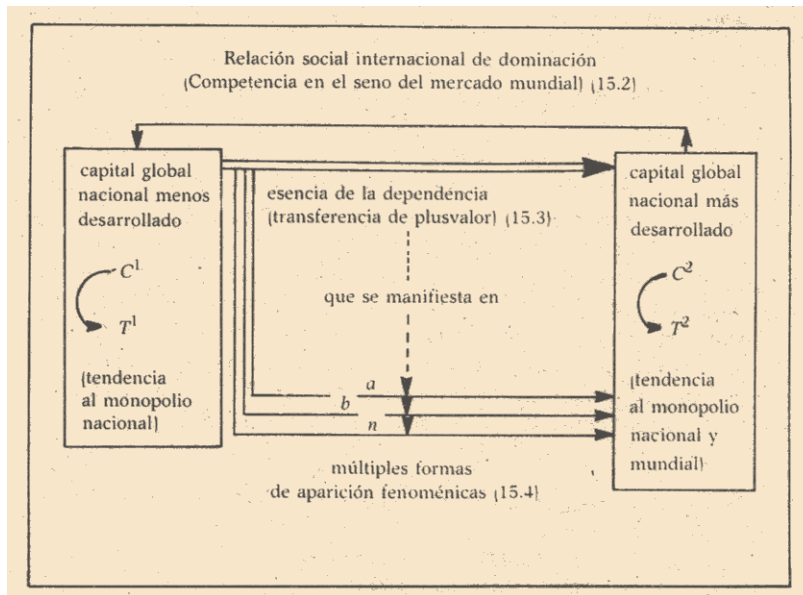 Relación social internacional de dominación
(Competencia en el seno del mercado mundial) (15.2)
capital global
nacional menos
desarrollado
C¹
T¹
(tendencia
al monopolio
nacional)
esencia de la dependencia
(transferencia de plusvalor) (15.3)
que se manifiesta en
a
b
n
múltiples formas
de aparición fenoménicas (15.4)
capital global
nacional más
desarrollado
C²
T²
(tendencia
al monopolio
nacional y
mundial)